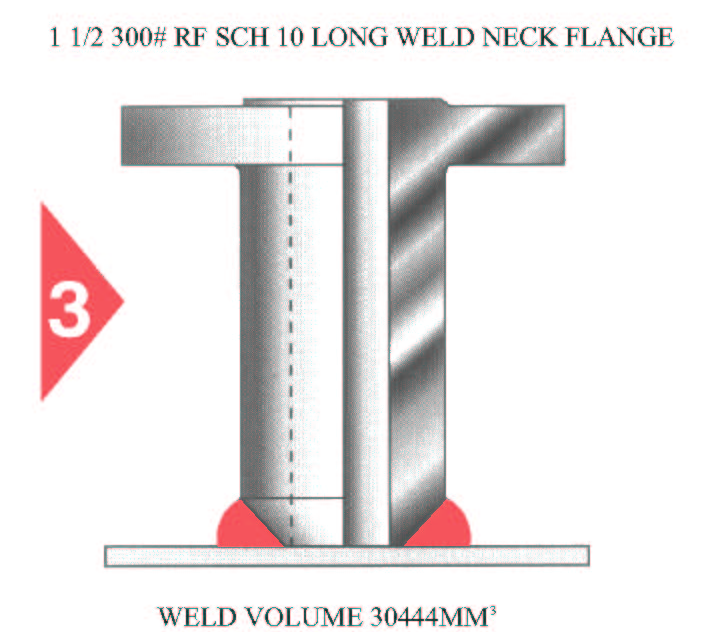 1 1/2 300# RF SCH 10 LONG WELD NECK FLANGE
3
WELD VOLUME 30444MM³